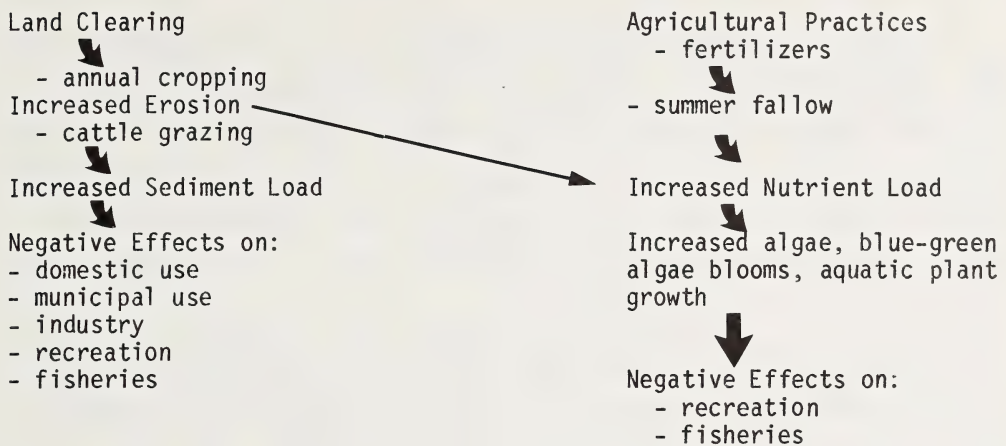 Land Clearing
- annual cropping
Increased Erosion
- cattle grazing
Increased Sediment Load
Negative Effects on:
- domestic use
- municipal use
- industry
- recreation
- fisheries
Agricultural Practices
- fertilizers
- summer fallow
Increased Nutrient Load
Increased algae, blue-green
algae blooms, aquatic plant
growth
Negative Effects on:
- recreation
- fisheries